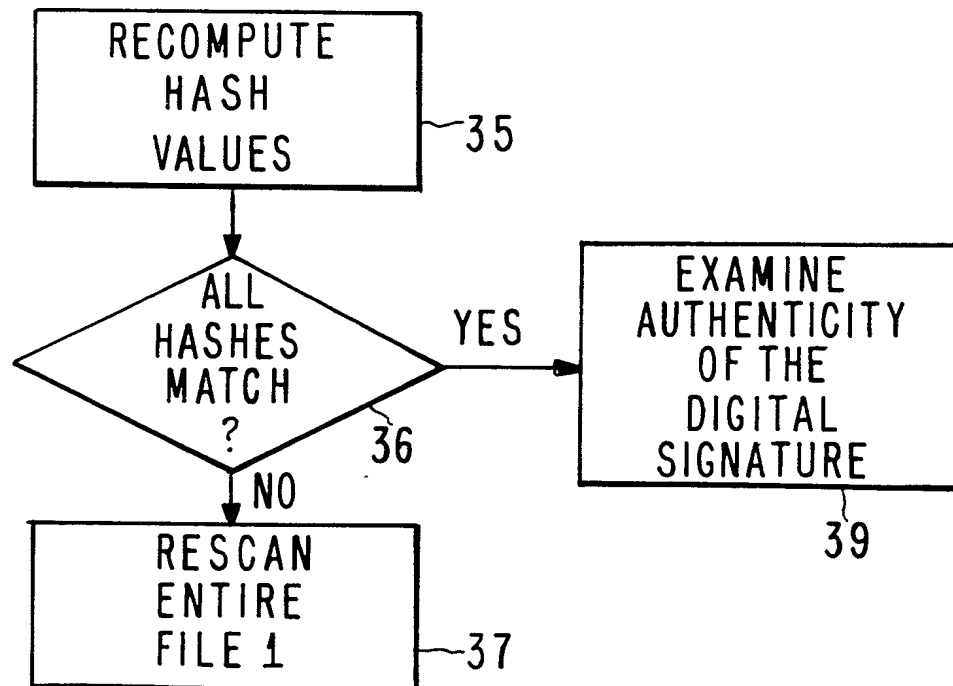 RECOMPUTE
HASH
VALUES
35
ALL
HASHES
MATCH
?
36
YES
EXAMINE
AUTHENTICITY
OF THE
DIGITAL
SIGNATURE
39
NO
RESCAN
ENTIRE
FILE 1
37